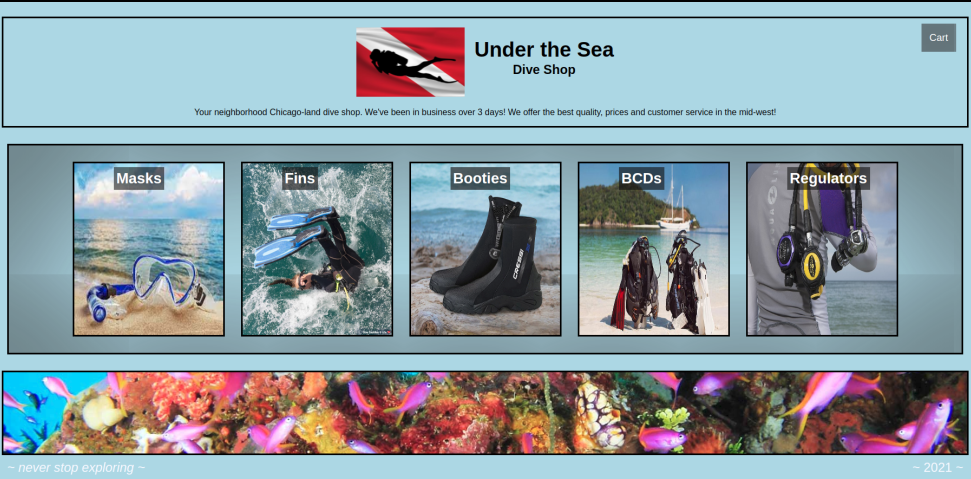 Cart
Under the Sea
Dive Shop
Your neighborhood Chicago-land dive shop. We've been in business over 3 days! We offer the best quality, prices and customer service in the mid-west!
Masks
Fins
Booties
BCDs
Regulators
CRESSI
~ never stop exploring ~
~ 2021 ~